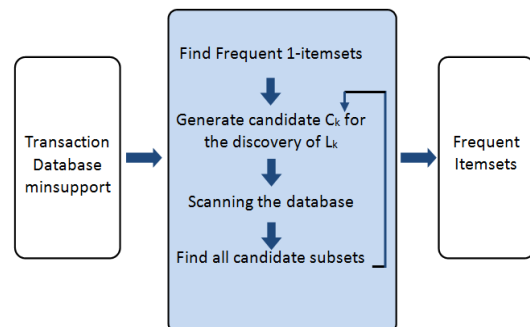 Transaction
Database
minsupport
Find Frequent 1-itemsets
Generate candidate Cₖ for
the discovery of Lₖ
Scanning the database
Find all candidate subsets
Frequent
Itemsets